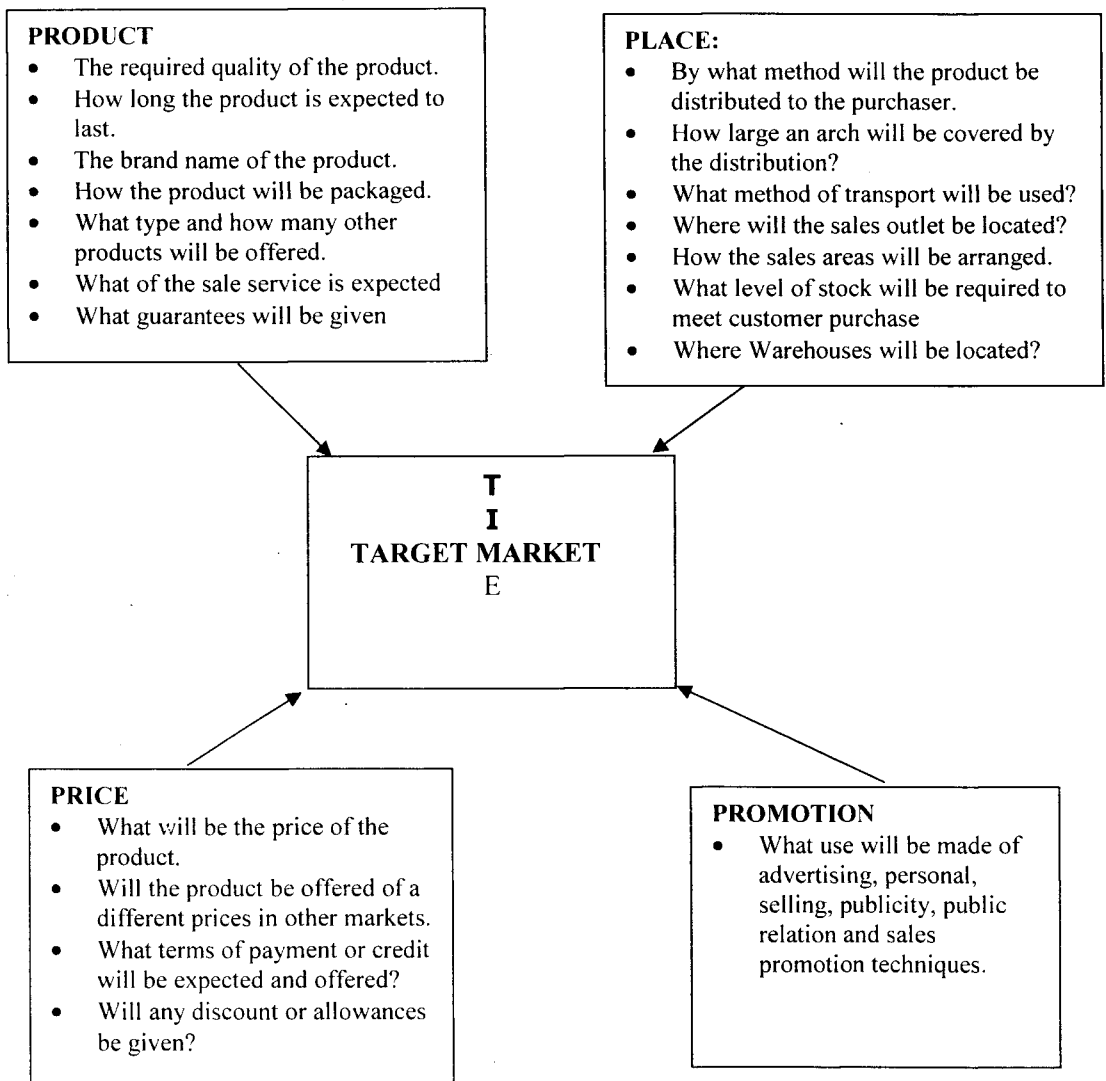 PRODUCT
• The required quality of the product.
• How long the product is expected to
last.
• The brand name of the product.
• How the product will be packaged.
• What type and how many other
products will be offered.
• What of the sale service is expected
• What guarantees will be given
PLACE:
• By what method will the product be
distributed to the purchaser.
• How large an arch will be covered by
the distribution?
• What method of transport will be used?
• Where will the sales outlet be located?
• How the sales areas will be arranged.
• What level of stock will be required to
meet customer purchase
• Where Warehouses will be located?
T
I
TARGET MARKET
E
PRICE
• What will be the price of the
product.
• Will the product be offered of a
different prices in other markets.
• What terms of payment or credit
will be expected and offered?
• Will any discount or allowances
be given?
PROMOTION
• What use will be made of
advertising, personal,
selling, publicity, public
relation and sales
promotion techniques.